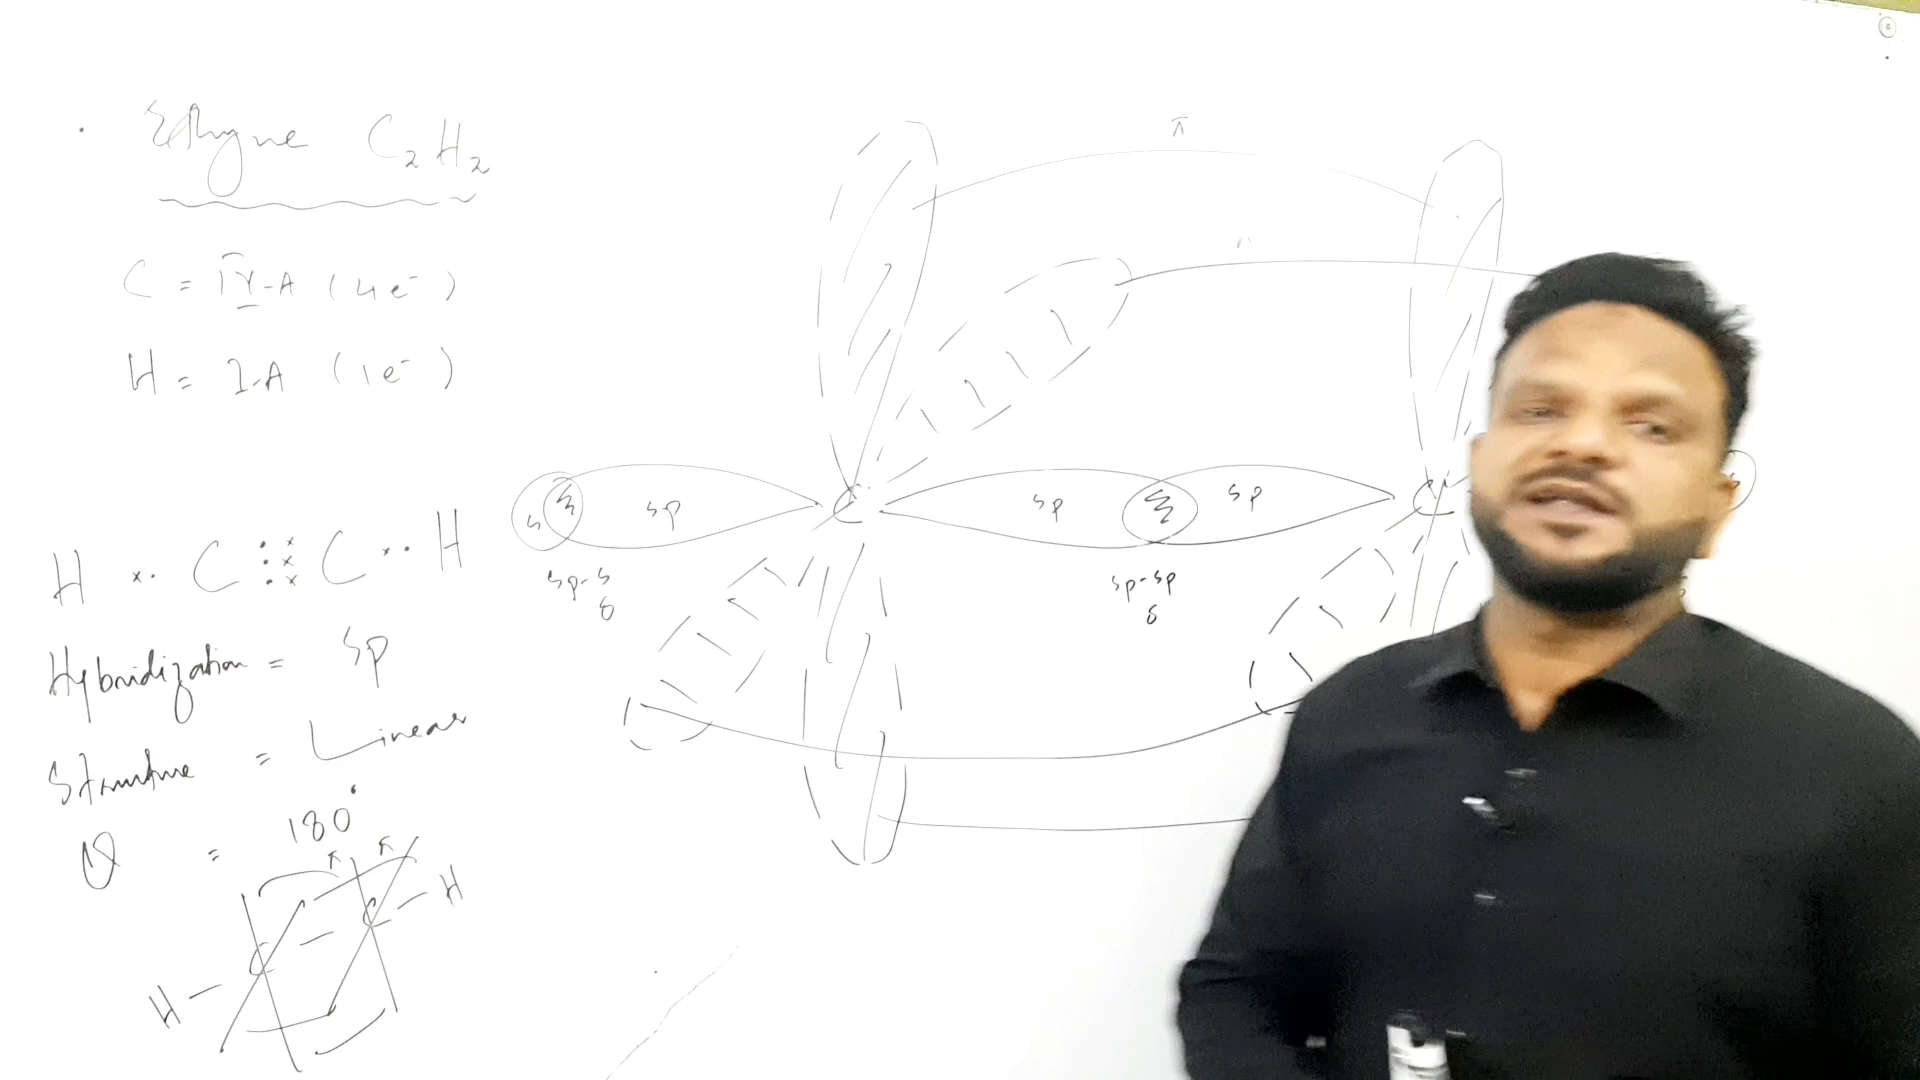 Ethyne C₂H₂
C = IV-A (4e⁻)
H = I-A (1e⁻)
H ×· C ⋮ ××× C ×· H
Hybridization = sp
Structure = Linear
θ = 180°
π π
C - H
H - C
π
π
s sp C sp sp C s
sp-s sp-sp
δ δ